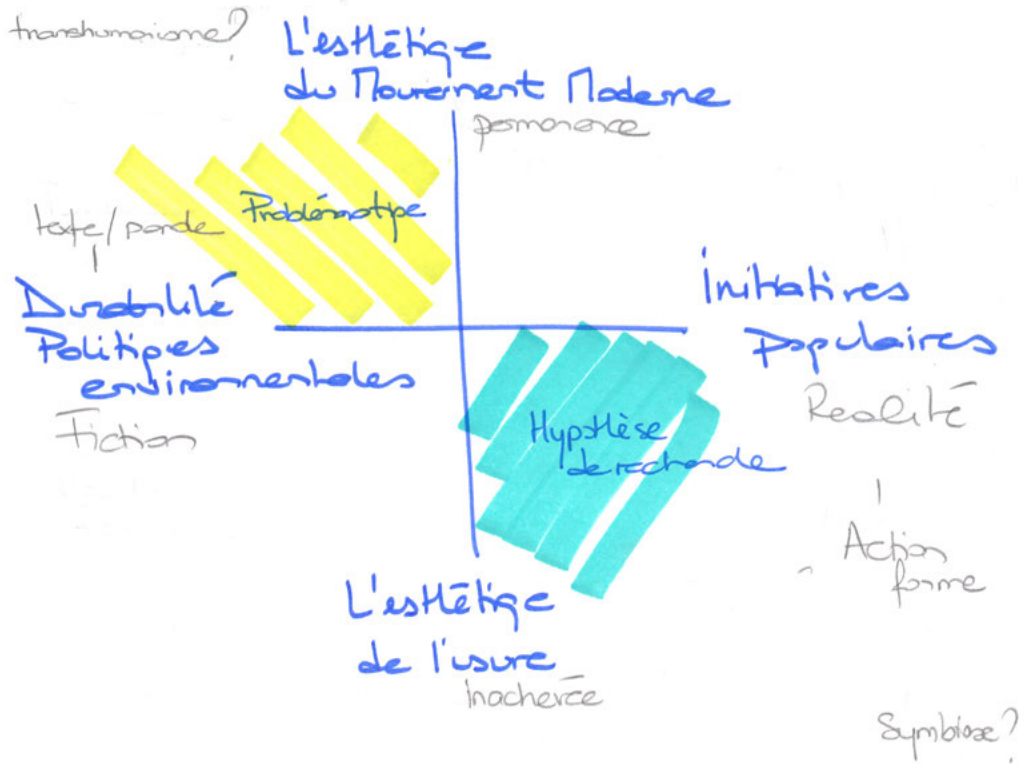 transhumanisme?
L'esthétique
du Mouvement Moderne
permanence
Problématique
texte/parole
Durabilité
Politiques
environnementales
Fiction
Initiatives
Populaires
Réalité
Hypothèse
de recherche
Action
forme
L'esthétique
de l'usure
Inachevée
Symbiose?